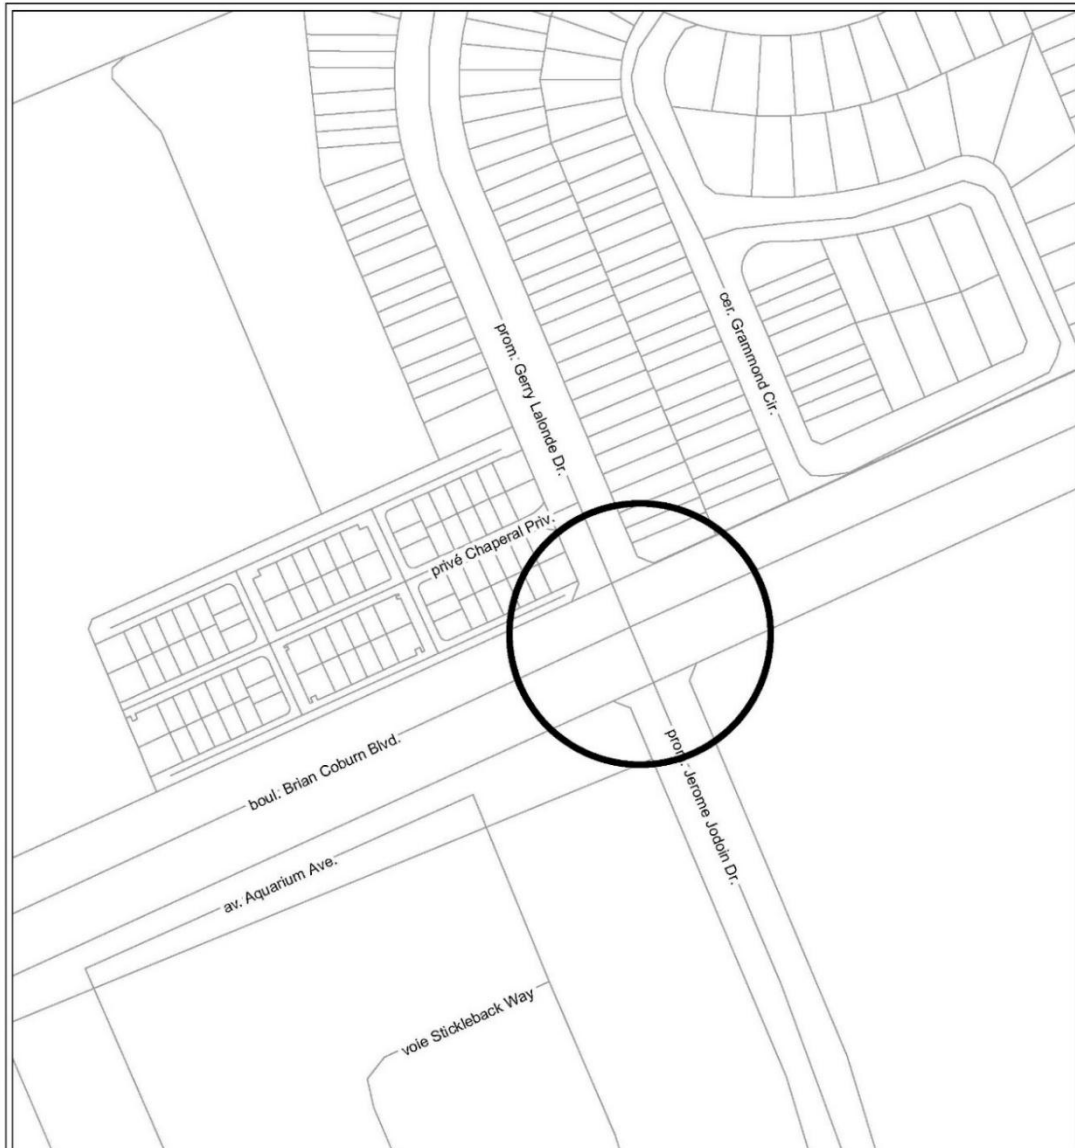 prom. Gerry Lalonde Dr.
cer. Grammond Cir.
privé Chaperal Priv.
boul. Brian Coburn Blvd.
prom. Jerome Jodoin Dr.
av. Aquarium Ave.
voie Stickleback Way